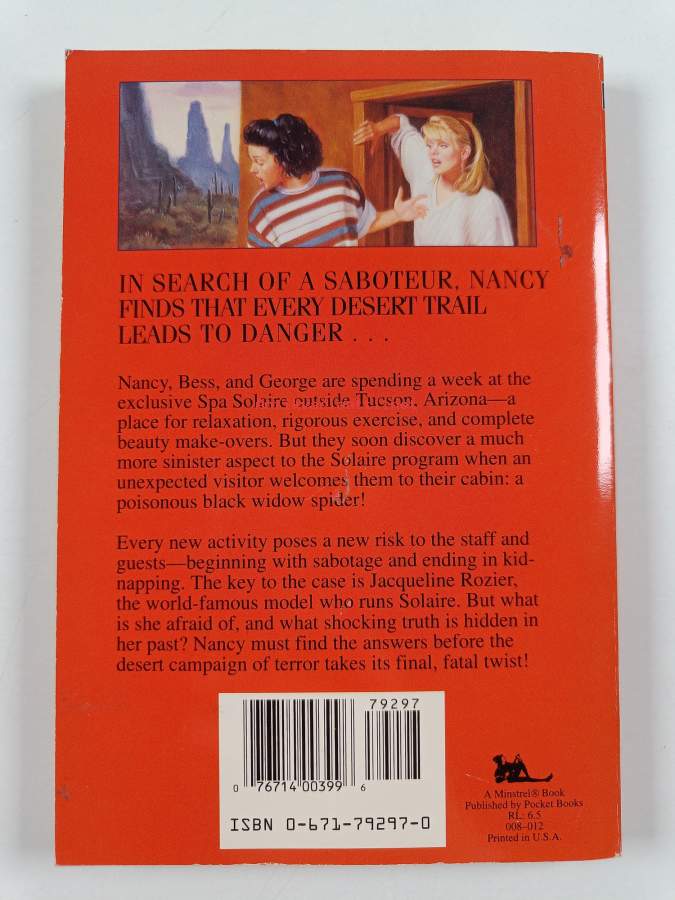 IN SEARCH OF A SABOTEUR, NANCY
FINDS THAT EVERY DESERT TRAIL
LEADS TO DANGER . . .
Nancy, Bess, and George are spending a week at the
exclusive Spa Solaire outside Tucson, Arizona—a
place for relaxation, rigorous exercise, and complete
beauty make-overs. But they soon discover a much
more sinister aspect to the Solaire program when an
unexpected visitor welcomes them to their cabin: a
poisonous black widow spider!
Every new activity poses a new risk to the staff and
guests—beginning with sabotage and ending in kid-
napping. The key to the case is Jacqueline Rozier,
the world-famous model who runs Solaire. But what
is she afraid of, and what shocking truth is hidden in
her past? Nancy must find the answers before the
desert campaign of terror takes its final, fatal twist!
79297
0 76714 00399 6
ISBN 0-671-79297-0
A Minstrel® Book
Published by Pocket Books
RL: 6.5
008-012
Printed in U.S.A.